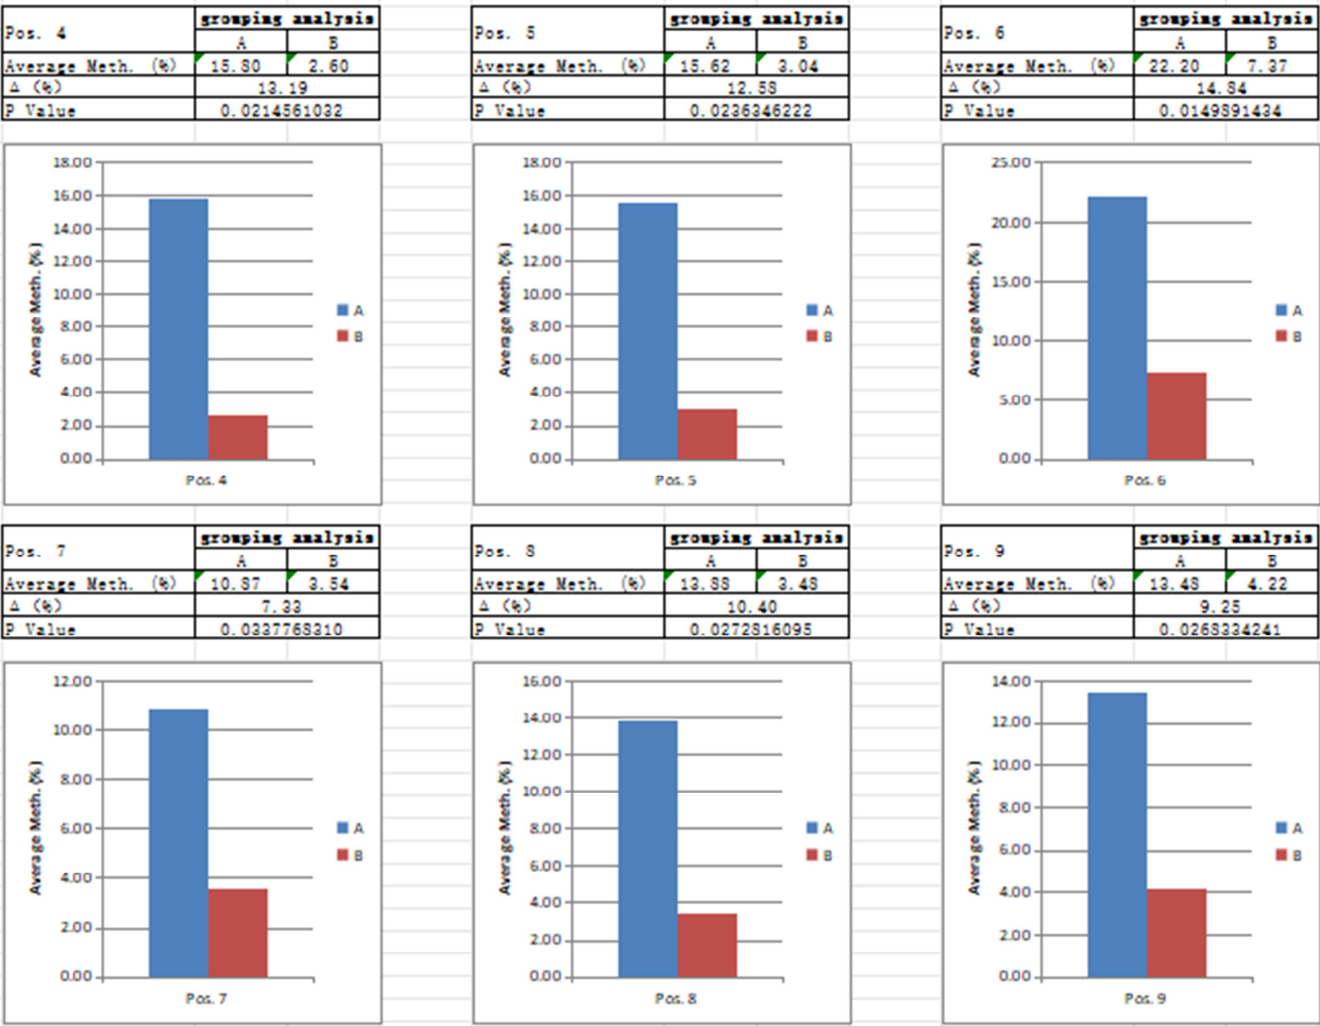 Pos. 4 grouping analysis
A B
Average Meth. (%) 15.80 2.60
Δ (%) 13.19
P Value 0.0214561032
Pos. 5 grouping analysis
A B
Average Meth. (%) 15.62 3.04
Δ (%) 12.58
P Value 0.0236346222
Pos. 6 grouping analysis
A B
Average Meth. (%) 22.20 7.37
Δ (%) 14.84
P Value 0.0149891434
18.00
16.00
14.00
12.00
10.00
8.00
6.00
4.00
2.00
0.00
Average Meth. (%)
Pos. 4
A
B
18.00
16.00
14.00
12.00
10.00
8.00
6.00
4.00
2.00
0.00
Average Meth. (%)
Pos. 5
A
B
25.00
20.00
15.00
10.00
5.00
0.00
Average Meth. (%)
Pos. 6
A
B
Pos. 7 grouping analysis
A B
Average Meth. (%) 10.87 3.54
Δ (%) 7.33
P Value 0.0337768310
Pos. 8 grouping analysis
A B
Average Meth. (%) 13.88 3.48
Δ (%) 10.40
P Value 0.0272816095
Pos. 9 grouping analysis
A B
Average Meth. (%) 13.48 4.22
Δ (%) 9.25
P Value 0.0268334241
12.00
10.00
8.00
6.00
4.00
2.00
0.00
Average Meth. (%)
Pos. 7
A
B
16.00
14.00
12.00
10.00
8.00
6.00
4.00
2.00
0.00
Average Meth. (%)
Pos. 8
A
B
14.00
12.00
10.00
8.00
6.00
4.00
2.00
0.00
Average Meth. (%)
Pos. 9
A
B